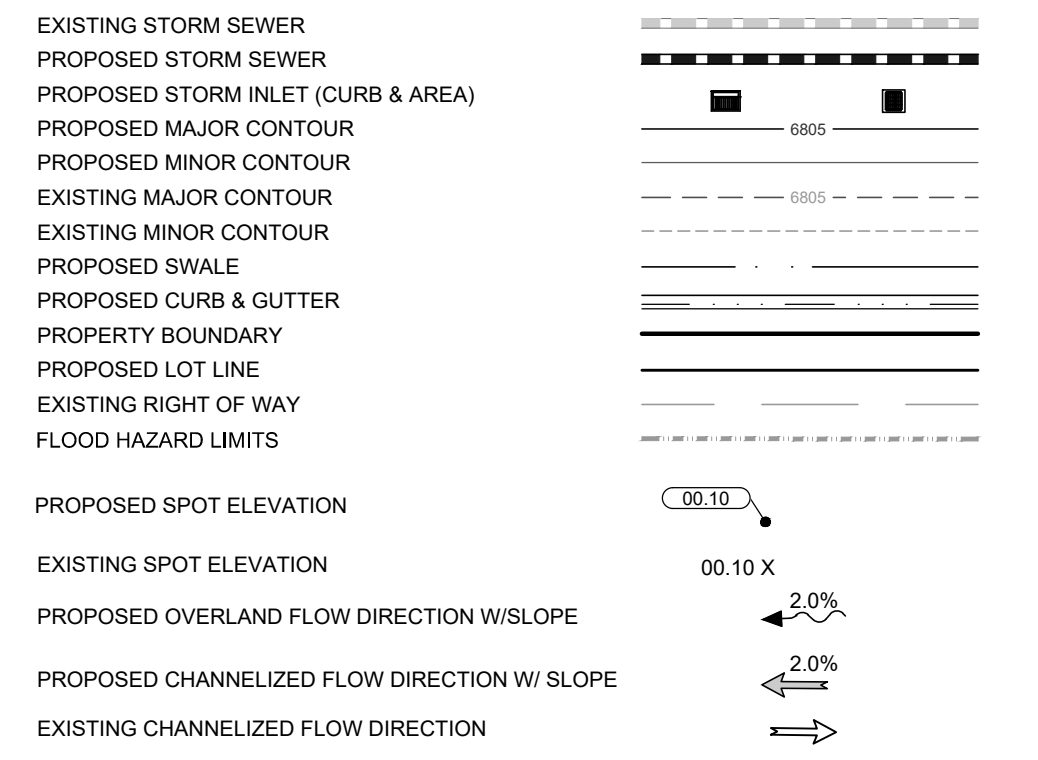 EXISTING STORM SEWER
PROPOSED STORM SEWER
PROPOSED STORM INLET (CURB & AREA)
PROPOSED MAJOR CONTOUR 6805
PROPOSED MINOR CONTOUR
EXISTING MAJOR CONTOUR 6805
EXISTING MINOR CONTOUR
PROPOSED SWALE
PROPOSED CURB & GUTTER
PROPERTY BOUNDARY
PROPOSED LOT LINE
EXISTING RIGHT OF WAY
FLOOD HAZARD LIMITS
PROPOSED SPOT ELEVATION 00.10
EXISTING SPOT ELEVATION 00.10 X
PROPOSED OVERLAND FLOW DIRECTION W/SLOPE 2.0%
PROPOSED CHANNELIZED FLOW DIRECTION W/ SLOPE 2.0%
EXISTING CHANNELIZED FLOW DIRECTION